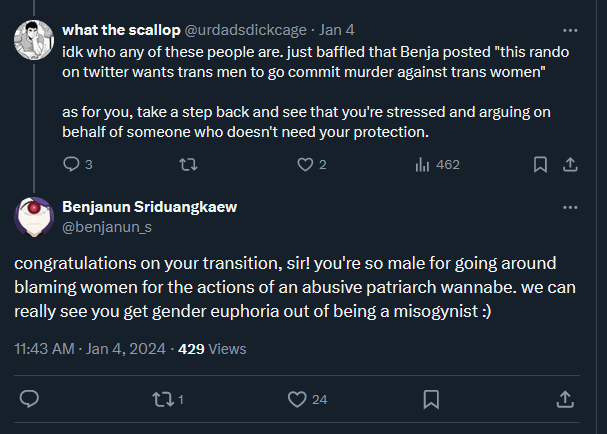 what the scallop @urdadsdickcage · Jan 4
idk who any of these people are. just baffled that Benja posted "this rando
on twitter wants trans men to go commit murder against trans women"
as for you, take a step back and see that you're stressed and arguing on
behalf of someone who doesn't need your protection.
3 2 462
Benjanun Sriduangkaew
@benjanun_s
congratulations on your transition, sir! you're so male for going around
blaming women for the actions of an abusive patriarch wannabe. we can
really see you get gender euphoria out of being a misogynist :)
11:43 AM · Jan 4, 2024 · 429 Views
1 24